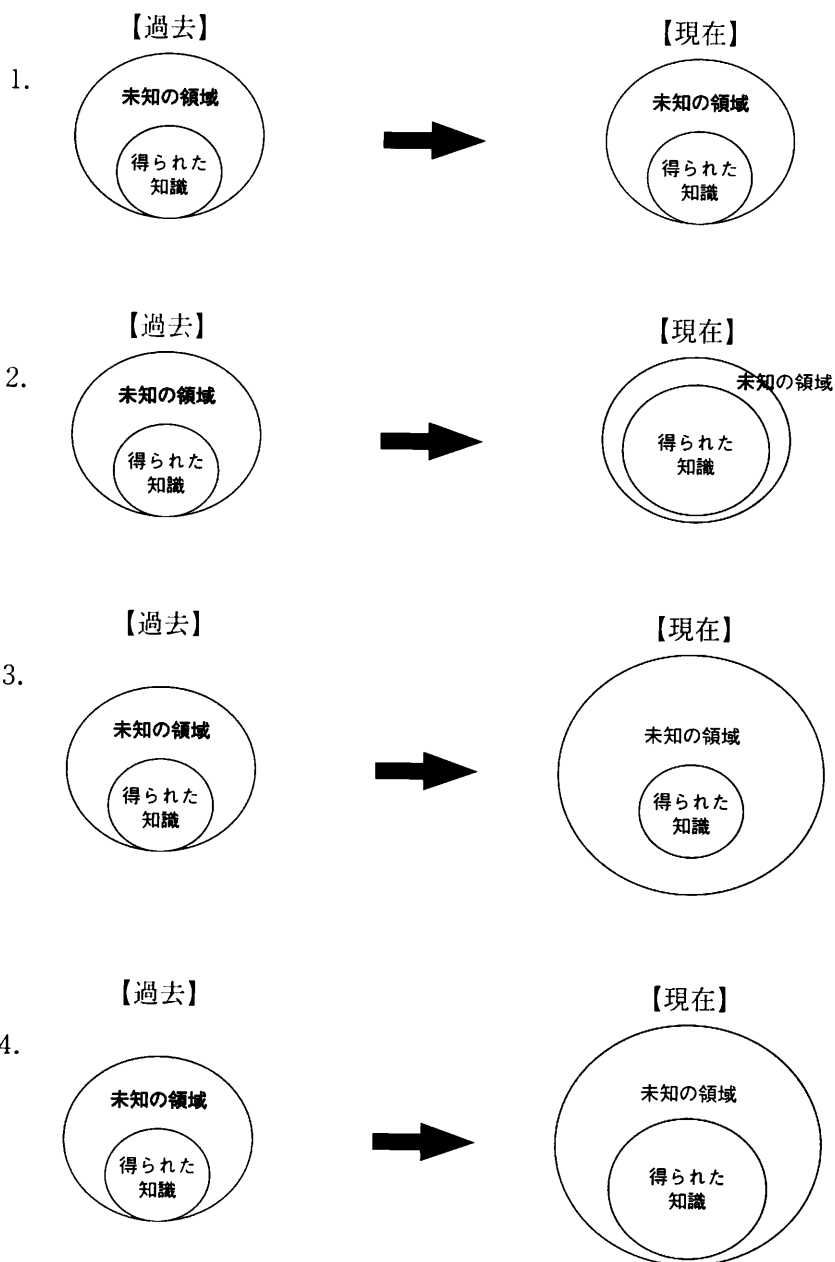 【過去】
【現在】
1.
未知の領域
得られた
知識
未知の領域
得られた
知識
【過去】
【現在】
2.
未知の領域
得られた
知識
未知の領域
得られた
知識
【過去】
【現在】
3.
未知の領域
得られた
知識
未知の領域
得られた
知識
【過去】
【現在】
4.
未知の領域
得られた
知識
未知の領域
得られた
知識